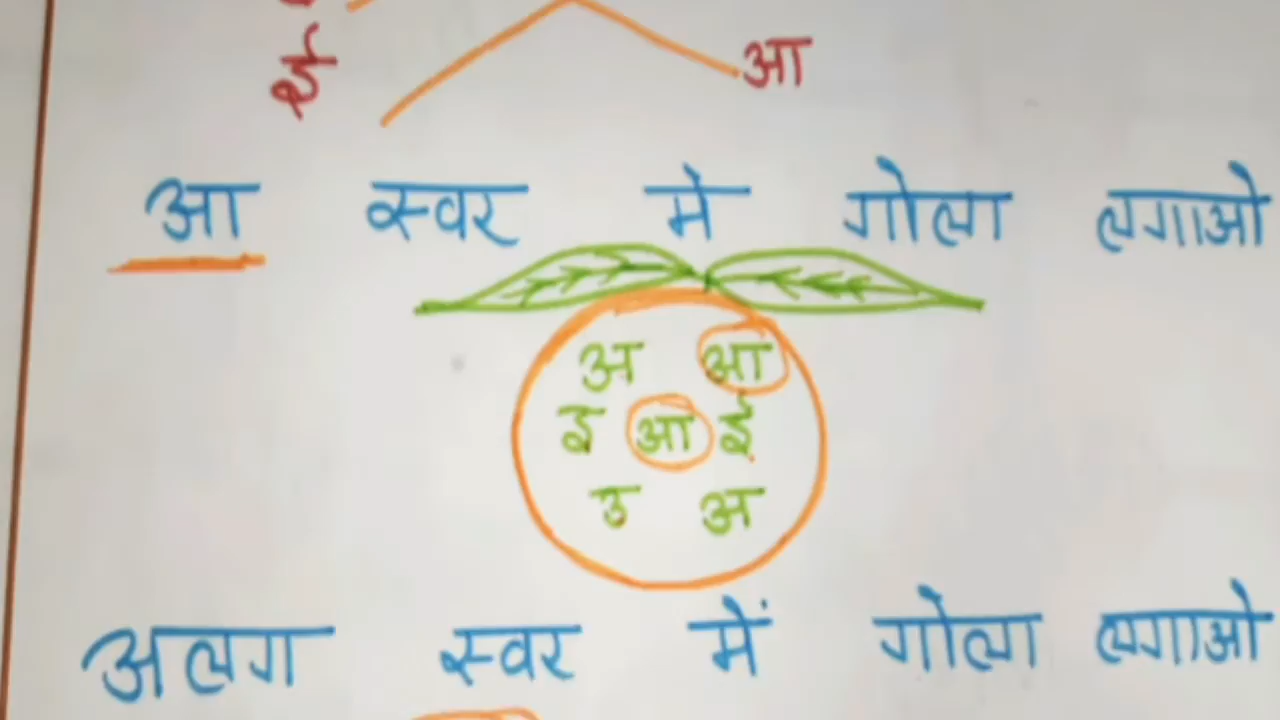 ई
आ
आ स्वर मे गोला लगाओ
अ आ
इ आ ई
उ अ
अलग स्वर में गोला लगाओ